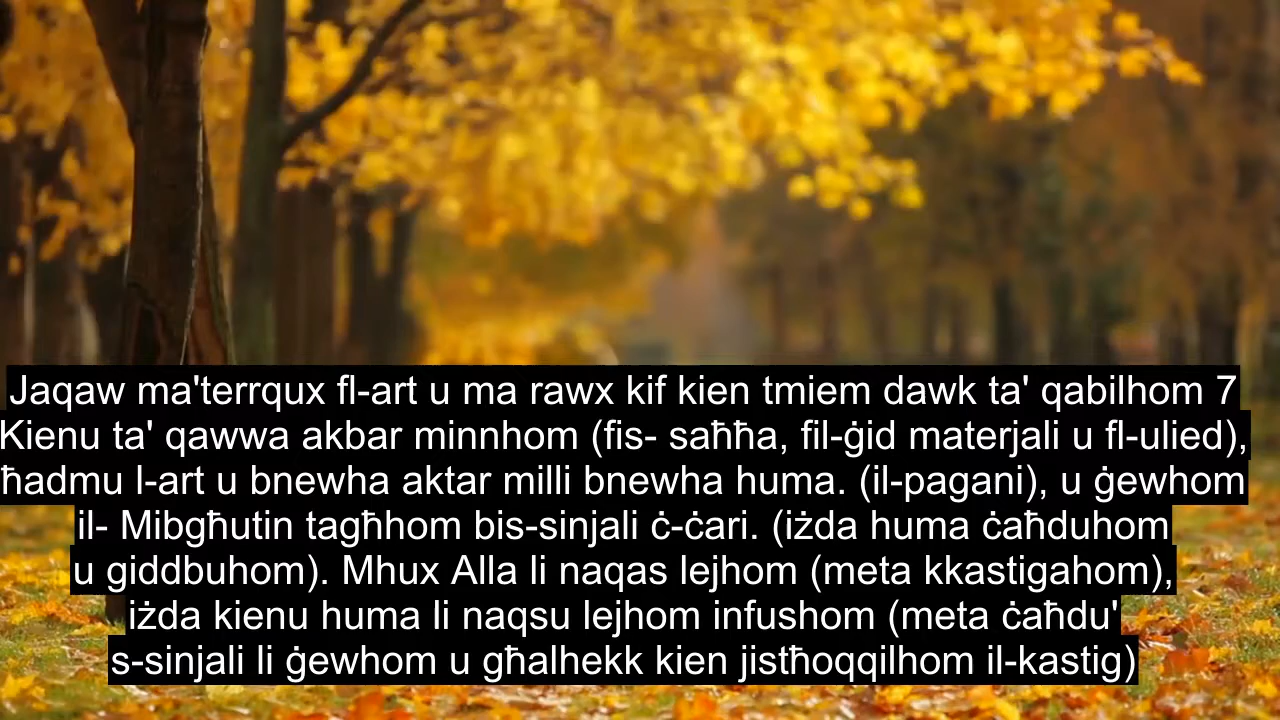 Jaqaw ma'terrqux fl-art u ma rawx kif kien tmiem dawk ta' qabilhom 7
Kienu ta' qawwa akbar minnhom (fis- saħħa, fil-ġid materjali u fl-ulied),
ħadmu l-art u bnewha aktar milli bnewha huma. (il-pagani), u ġewhom
il- Mibgħutin tagħhom bis-sinjali ċ-ċari. (iżda huma ċaħduhom
u giddbuhom). Mhux Alla li naqas lejhom (meta kkastigahom),
iżda kienu huma li naqsu lejhom infushom (meta ċaħdu'
s-sinjali li ġewhom u għalhekk kien jistħoqqilhom il-kastig)